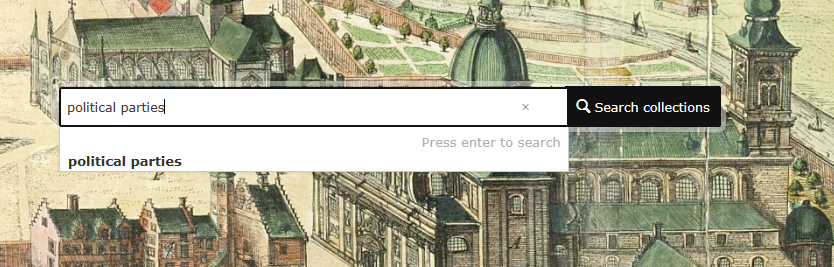 political parties × Search collections
Press enter to search
political parties